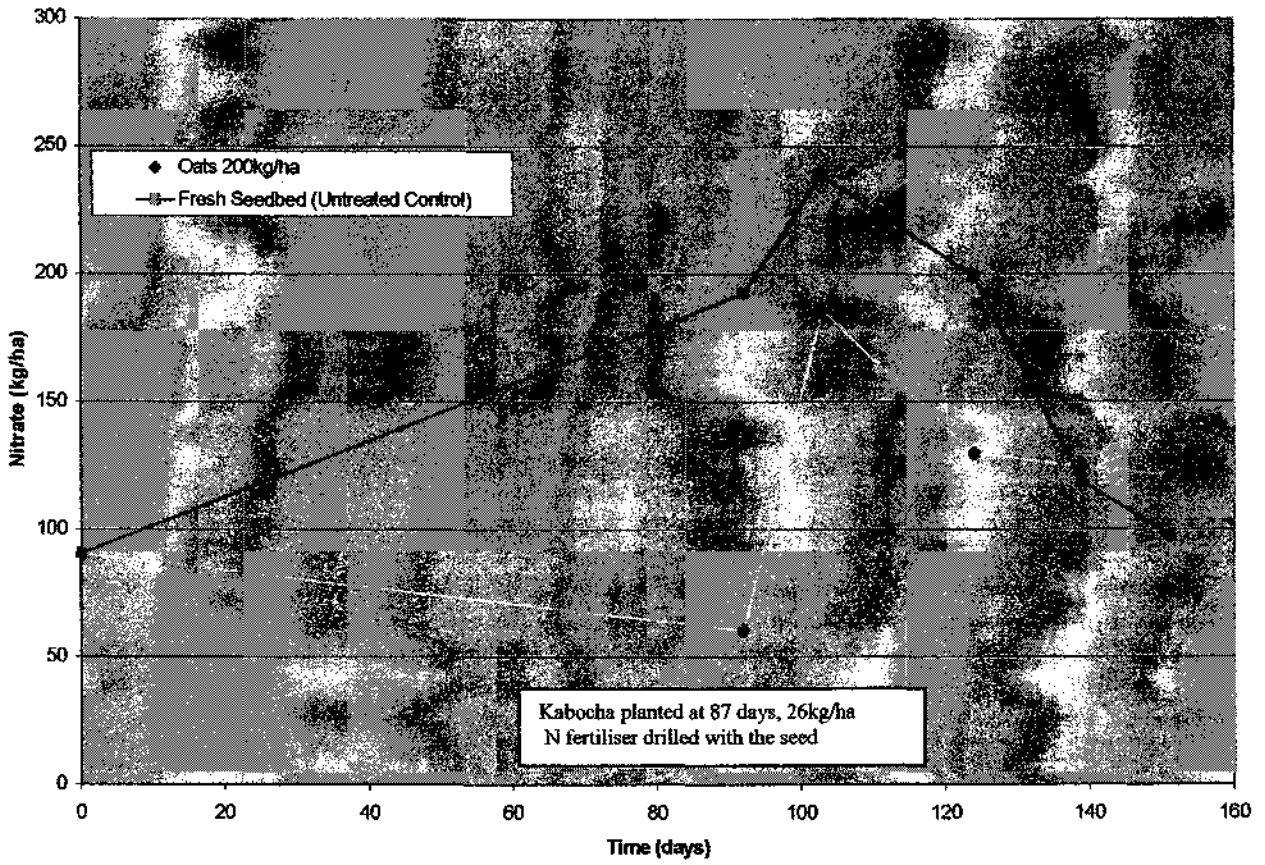 300
250
200
150
100
50
0
Nitrate (kg/ha)
Oats 200kg/ha
Fresh Seedbed (Untreated Control)
Kabocha planted at 87 days, 26kg/ha
N fertiliser drilled with the seed
0 20 40 60 80 100 120 140 160
Time (days)